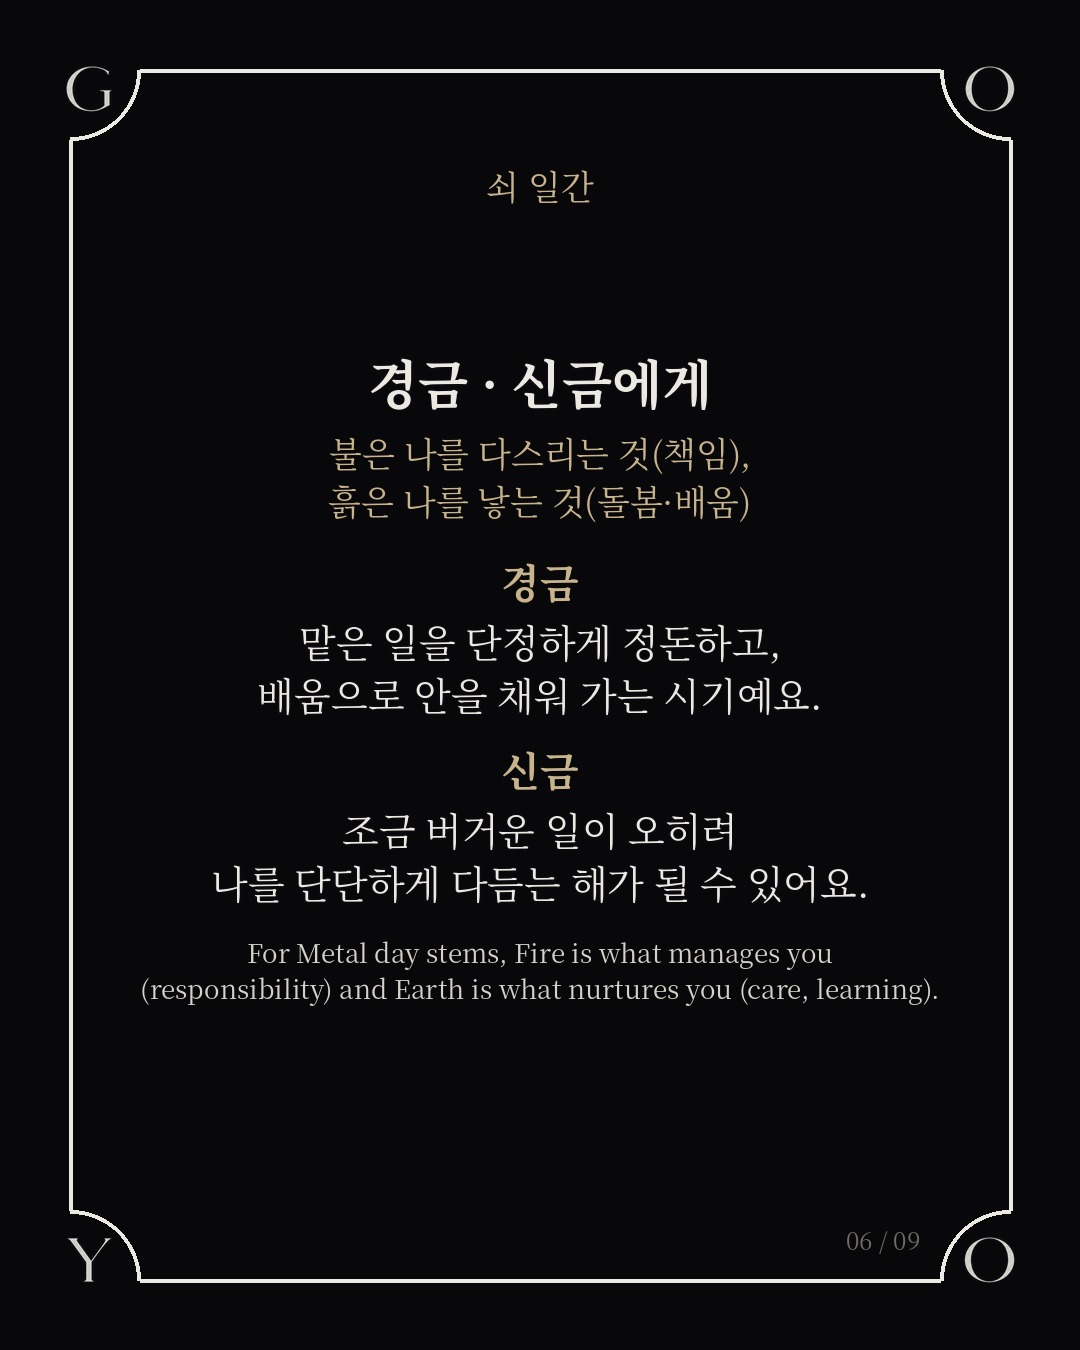 G O
쇠 일간
경금 · 신금에게
불은 나를 다스리는 것(책임),
흙은 나를 낳는 것(돌봄·배움)
경금
맡은 일을 단정하게 정돈하고,
배움으로 안을 채워 가는 시기예요.
신금
조금 버거운 일이 오히려
나를 단단하게 다듬는 해가 될 수 있어요.
For Metal day stems, Fire is what manages you
(responsibility) and Earth is what nurtures you (care, learning).
06 / 09
Y O